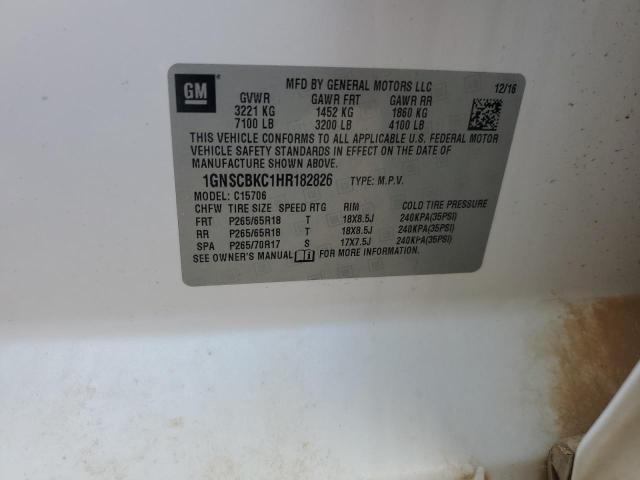 GM
MFD BY GENERAL MOTORS LLC 12/16
GVWR GAWR FRT GAWR RR
3221 KG 1452 KG 1860 KG
7100 LB 3200 LB 4100 LB
THIS VEHICLE CONFORMS TO ALL APPLICABLE U.S. FEDERAL MOTOR
VEHICLE SAFETY STANDARDS IN EFFECT ON THE DATE OF
MANUFACTURE SHOWN ABOVE.
1GNSCBKC1HR182826 TYPE: M.P.V.
MODEL: C15706
CHFW TIRE SIZE SPEED RTG RIM COLD TIRE PRESSURE
FRT P265/65R18 T 18X8.5J 240KPA(35PSI)
RR P265/65R18 T 18X8.5J 240KPA(35PSI)
SPA P265/70R17 S 17X7.5J 240KPA(35PSI)
SEE OWNER'S MANUAL FOR MORE INFORMATION.